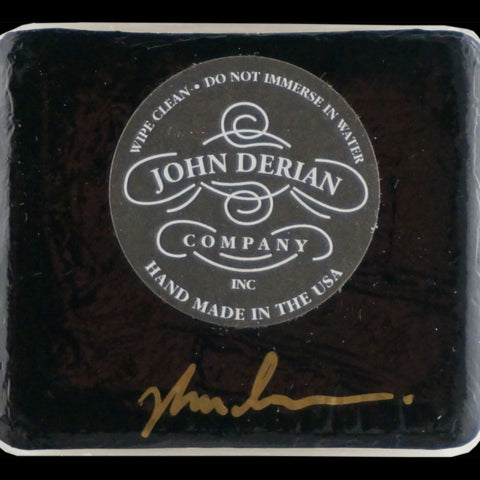 WIPE CLEAN • DO NOT IMMERSE IN WATER
JOHN DERIAN
COMPANY
INC
HAND MADE IN THE USA